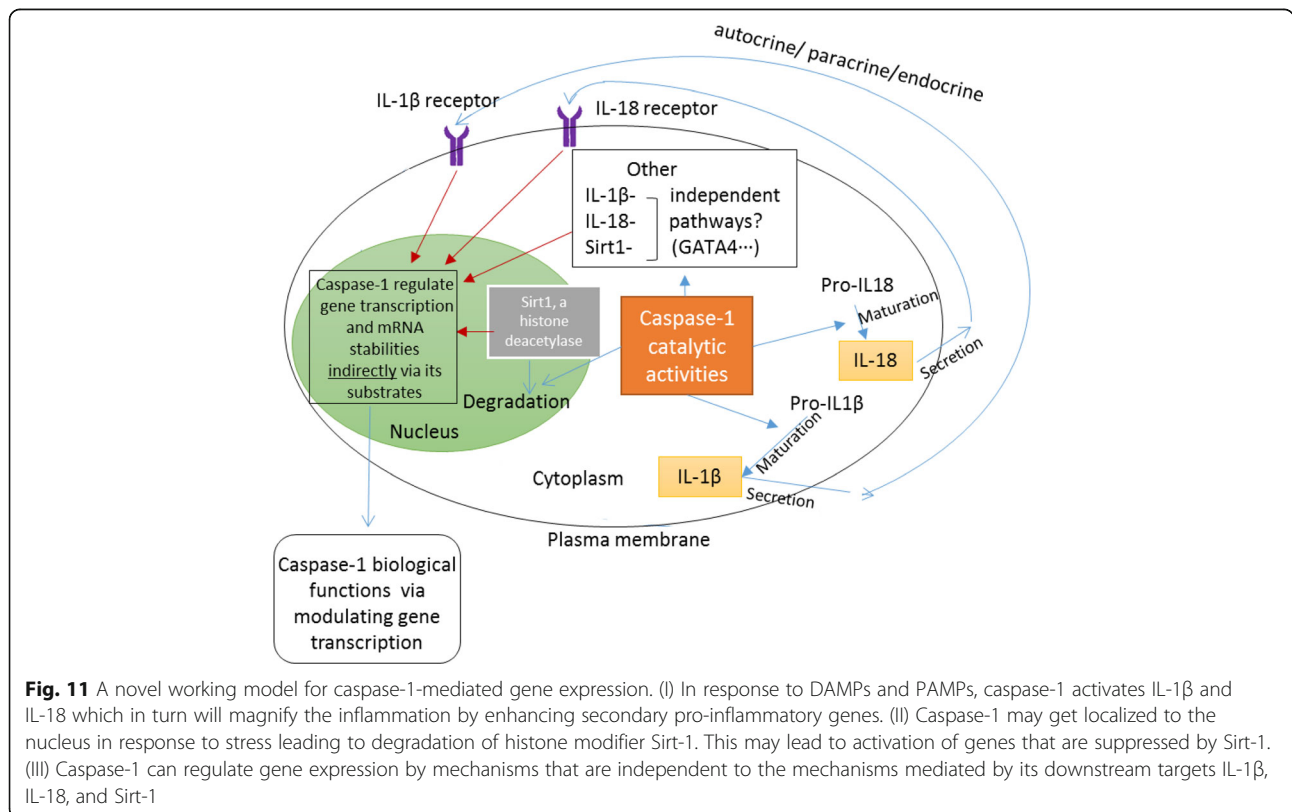 autocrine/ paracrine/endocrine
IL-1β receptor
IL-18 receptor
Other
IL-1β-
IL-18-
Sirt1-
independent
pathways?
(GATA4···)
Caspase-1 regulate
gene transcription
and mRNA
stabilities
indirectly via its
substrates
Sirt1, a
histone
deacetylase
Caspase-1
catalytic
activities
Pro-IL18
Maturation
IL-18
Secretion
Degradation
Nucleus
Pro-IL1β
Maturation
Cytoplasm
IL-1β
Secretion
Plasma membrane
Caspase-1 biological
functions via
modulating gene
transcription
Fig. 11 A novel working model for caspase-1-mediated gene expression. (I) In response to DAMPs and PAMPs, caspase-1 activates IL-1β and
IL-18 which in turn will magnify the inflammation by enhancing secondary pro-inflammatory genes. (II) Caspase-1 may get localized to the
nucleus in response to stress leading to degradation of histone modifier Sirt-1. This may lead to activation of genes that are suppressed by Sirt-1.
(III) Caspase-1 can regulate gene expression by mechanisms that are independent to the mechanisms mediated by its downstream targets IL-1β,
IL-18, and Sirt-1